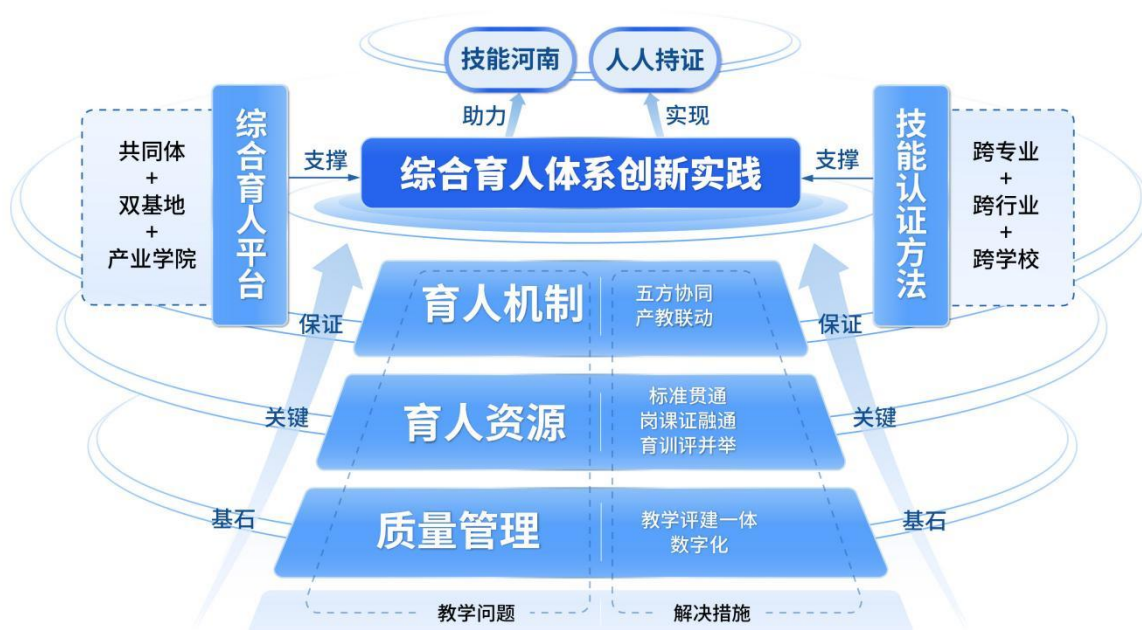 技能河南
人人持证
助力
实现
综合育人平台
共同体
+
双基地
+
产业学院
支撑
综合育人体系创新实践
支撑
技能认证方法
跨专业
+
跨行业
+
跨学校
保证
育人机制
五方协同
产教联动
保证
关键
育人资源
标准贯通
岗课证融通
育训评并举
关键
基石
质量管理
教学评建一体
数字化
基石
教学问题
解决措施